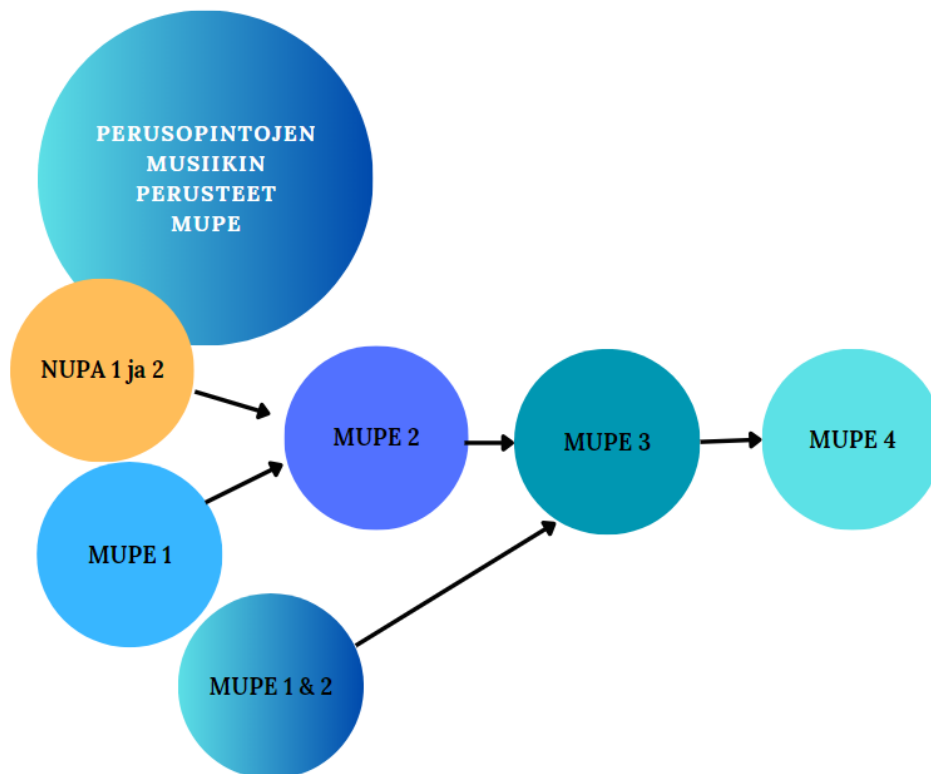 PERUSOPINTOJEN
MUSIIKIN
PERUSTEET
MUPE
NUPA 1 ja 2
MUPE 2
MUPE 3
MUPE 4
MUPE 1
MUPE 1 & 2